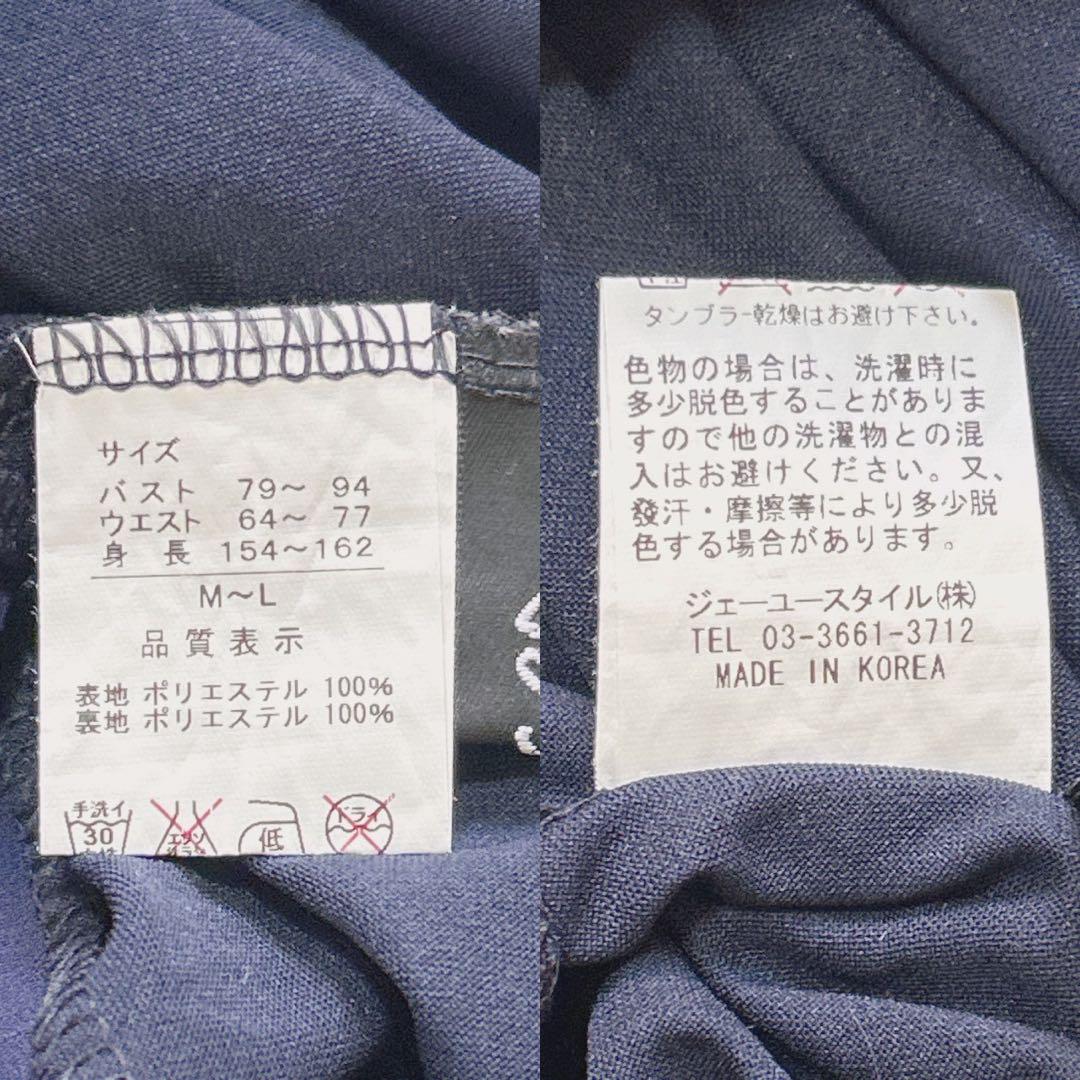 サイズ
バスト 79～ 94
ウエスト 64～ 77
身 長 154～162
M～L
品質表示
表地 ポリエステル 100%
裏地 ポリエステル 100%
手洗イ
30
エンソ
低
ドライ
タンブラー乾燥はお避け下さい。
色物の場合は、洗濯時に
多少脱色することがありま
すので他の洗濯物との混
入はお避けください。又、
發汗・摩擦等により多少脱
色する場合があります。
ジェーユースタイル㈱
TEL 03-3661-3712
MADE IN KOREA